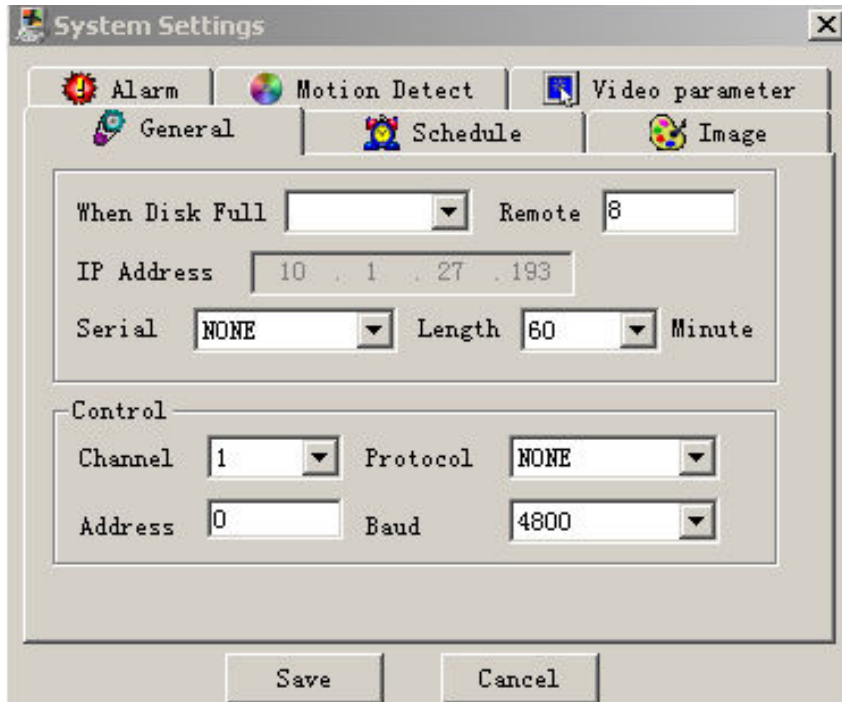 System Settings
Alarm Motion Detect Video parameter
General Schedule Image
When Disk Full Remote 8
IP Address 10 . 1 . 27 . 193
Serial NONE Length 60 Minute
Control
Channel 1 Protocol NONE
Address 0 Baud 4800
Save Cancel